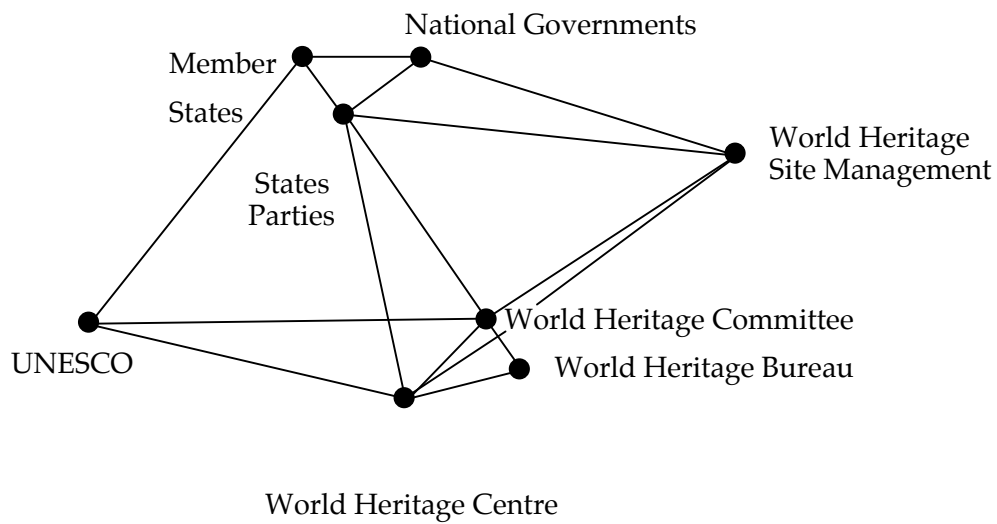 National Governments
Member
States
World Heritage
Site Management
States
Parties
World Heritage Committee
UNESCO
World Heritage Bureau
World Heritage Centre